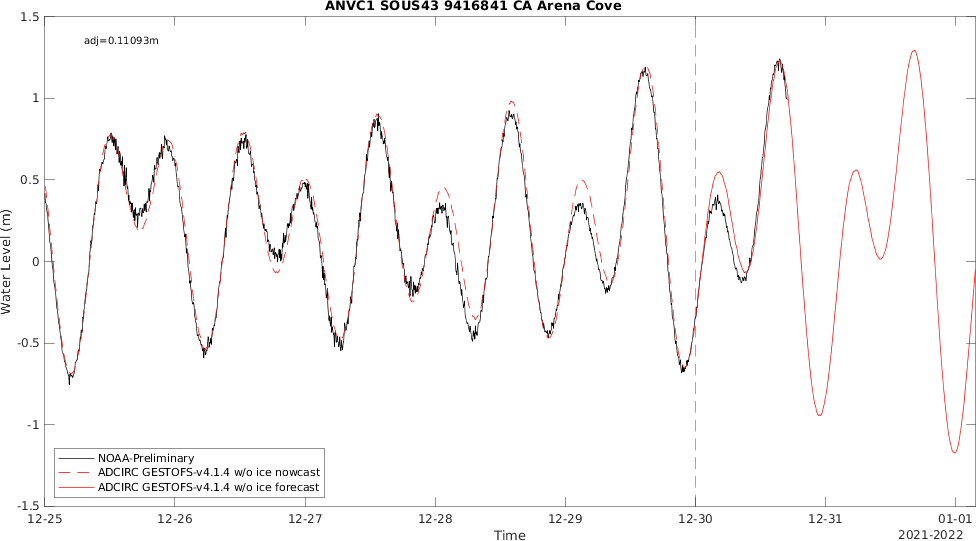 ANVC1 SOUS43 9416841 CA Arena Cove
1.5
adj=0.11093m
1
0.5
0
-0.5
-1
-1.5
Water Level (m)
NOAA-Preliminary
ADCIRC GESTOFS-v4.1.4 w/o ice nowcast
ADCIRC GESTOFS-v4.1.4 w/o ice forecast
12-25 12-26 12-27 12-28 12-29 12-30 12-31 01-01
Time
2021-2022